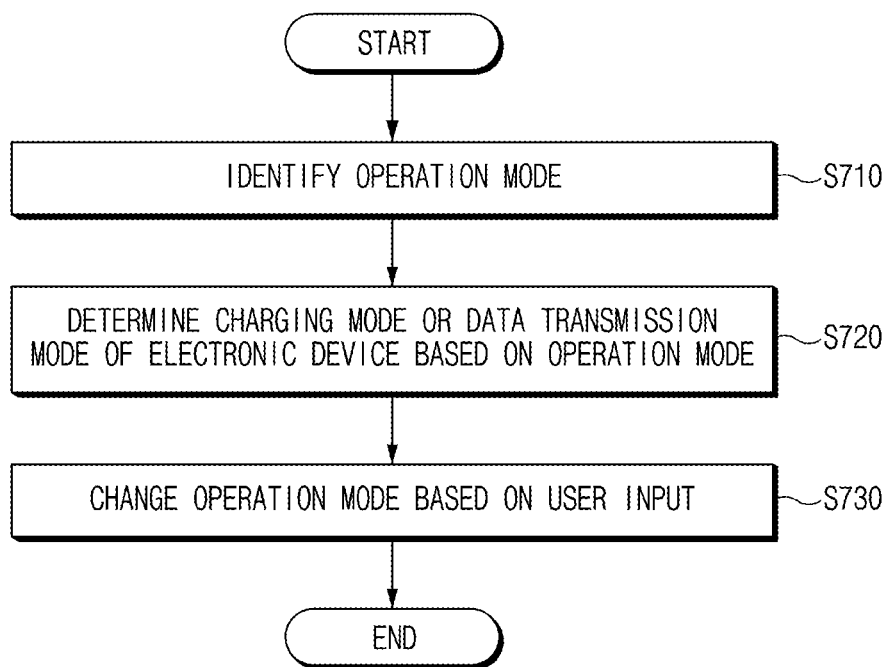 START
IDENTIFY OPERATION MODE
S710
DETERMINE CHARGING MODE OR DATA TRANSMISSION
MODE OF ELECTRONIC DEVICE BASED ON OPERATION MODE
S720
CHANGE OPERATION MODE BASED ON USER INPUT
S730
END